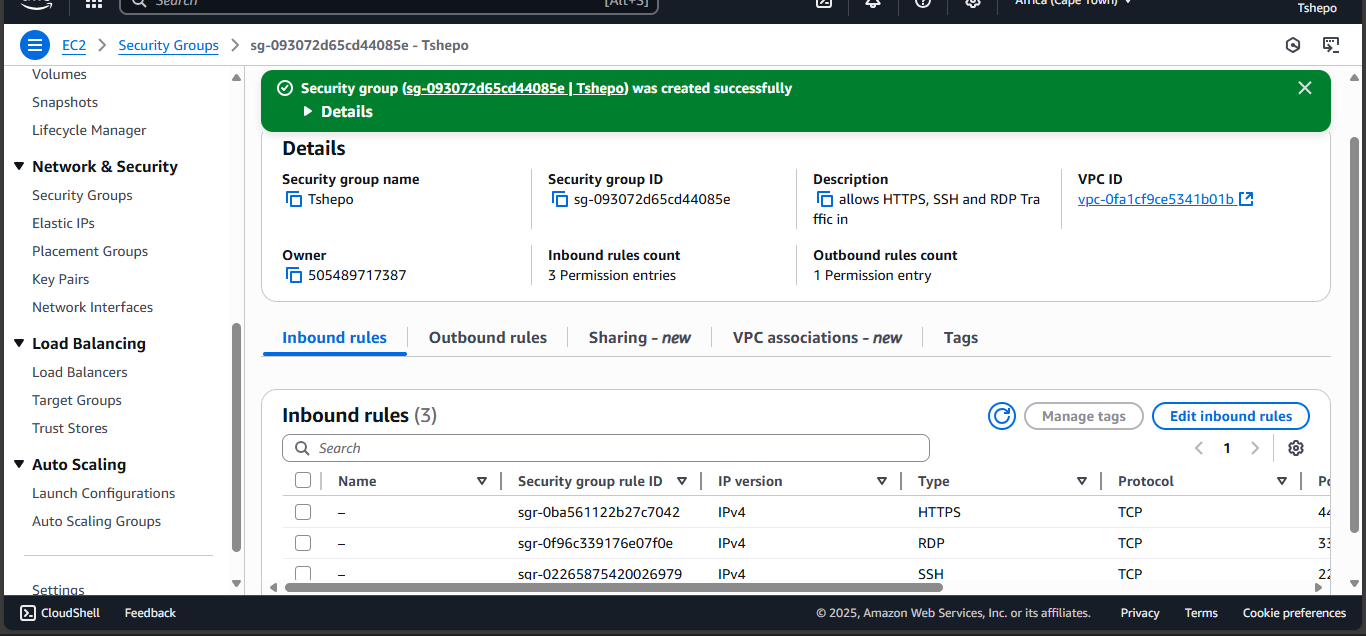 Search [Alt+S] Africa (Cape Town)
Tshepo
EC2 Security Groups sg-093072d65cd44085e - Tshepo
Volumes
Snapshots
Lifecycle Manager
Network & Security
Security Groups
Elastic IPs
Placement Groups
Key Pairs
Network Interfaces
Load Balancing
Load Balancers
Target Groups
Trust Stores
Auto Scaling
Launch Configurations
Auto Scaling Groups
Settings
Security group (sg-093072d65cd44085e | Tshepo) was created successfully
Details
Details
Security group name
Tshepo
Security group ID
sg-093072d65cd44085e
Description
allows HTTPS, SSH and RDP Tra
ffic in
VPC ID
vpc-0fa1cf9ce5341b01b
Owner
505489717387
Inbound rules count
3 Permission entries
Outbound rules count
1 Permission entry
Inbound rules Outbound rules Sharing - new VPC associations - new Tags
Inbound rules (3) Manage tags Edit inbound rules
Search 1
Name Security group rule ID IP version Type Protocol Po
– sgr-0ba561122b27c7042 IPv4 HTTPS TCP 44
– sgr-0f96c339176e07f0e IPv4 RDP TCP 33
– sgr-02265875420026979 IPv4 SSH TCP 22
CloudShell Feedback © 2025, Amazon Web Services, Inc. or its affiliates. Privacy Terms Cookie preferences